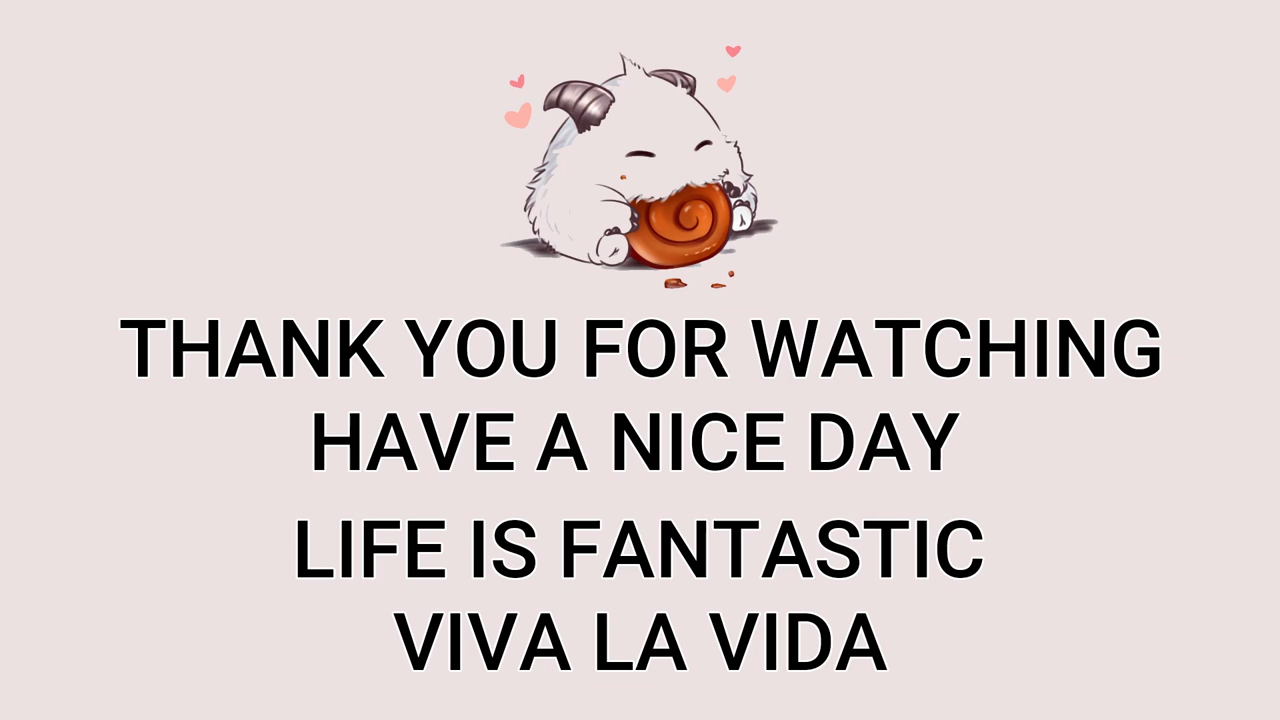 THANK YOU FOR WATCHING
HAVE A NICE DAY
LIFE IS FANTASTIC
VIVA LA VIDA